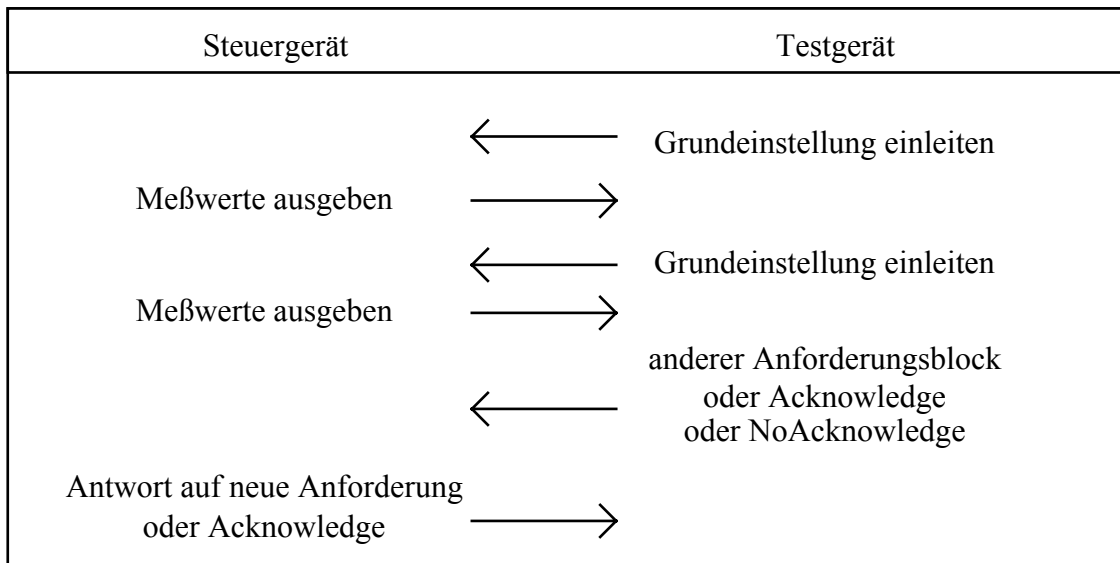 Steuergerät Testgerät
Grundeinstellung einleiten
Meßwerte ausgeben
Grundeinstellung einleiten
Meßwerte ausgeben
anderer Anforderungsblock
oder Acknowledge
oder NoAcknowledge
Antwort auf neue Anforderung
oder Acknowledge